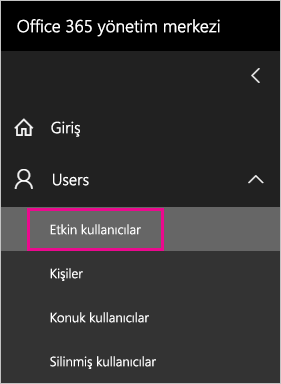 Office 365 yönetim merkezi
Giriş
Users
Etkin kullanıcılar
Kişiler
Konuk kullanıcılar
Silinmiş kullanıcılar